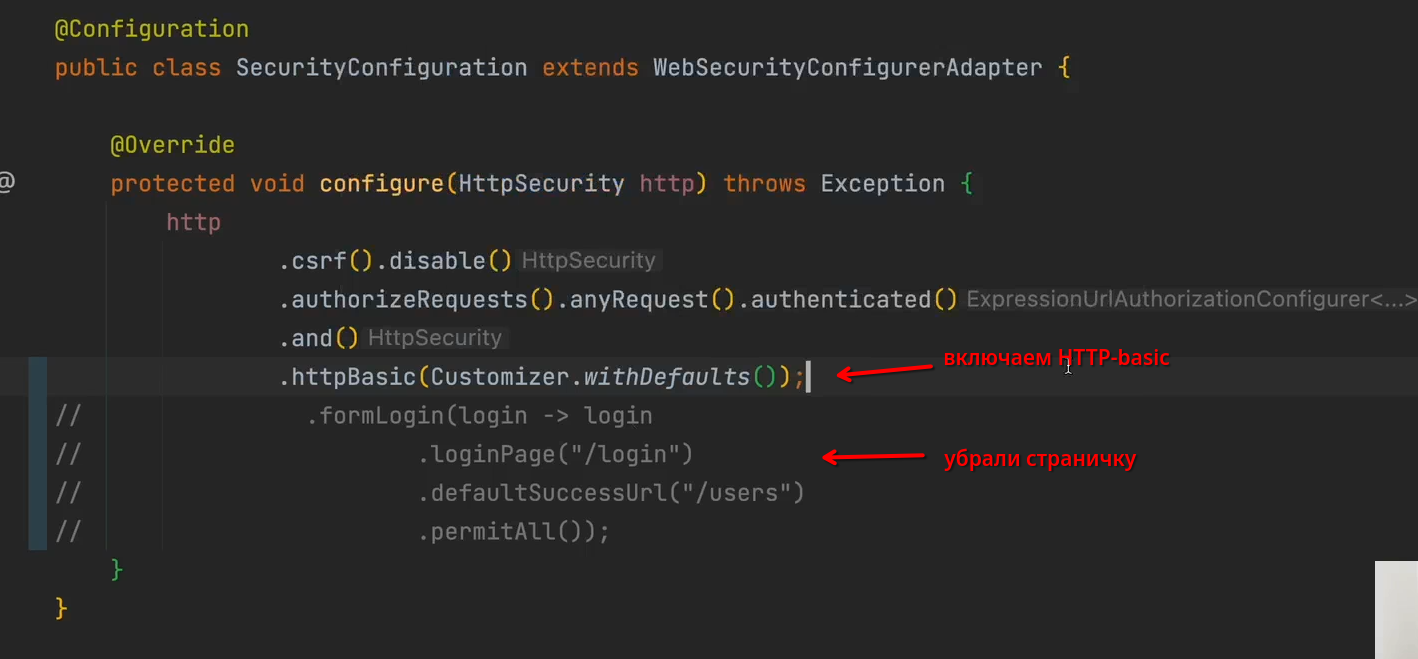 @Configuration
public class SecurityConfiguration extends WebSecurityConfigurerAdapter {
@Override
@
protected void configure(HttpSecurity http) throws Exception {
http
.csrf().disable() HttpSecurity
.authorizeRequests().anyRequest().authenticated() ExpressionUrlAuthorizationConfigurer<...>
.and() HttpSecurity
.httpBasic(Customizer.withDefaults()); включаем HTTP-basic
// .formLogin(login -> login
// .loginPage("/login") убрали страничку
// .defaultSuccessUrl("/users")
// .permitAll());
}
}